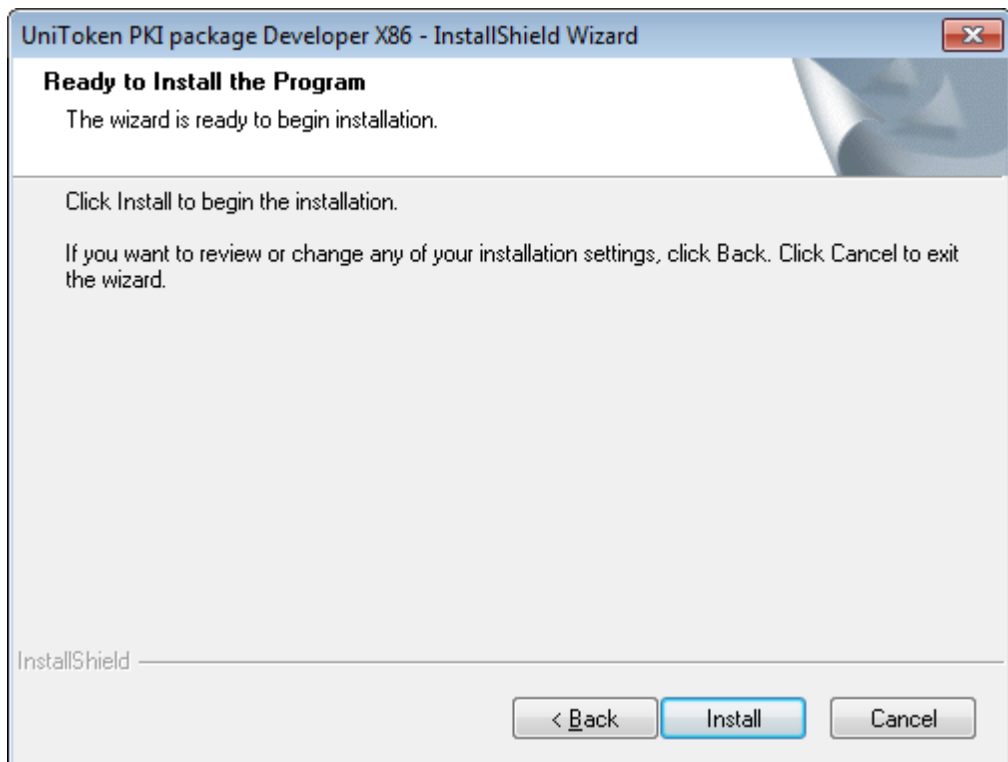 UniToken PKI package Developer X86 - InstallShield Wizard
Ready to Install the Program
The wizard is ready to begin installation.
Click Install to begin the installation.
If you want to review or change any of your installation settings, click Back. Click Cancel to exit
the wizard.
InstallShield
< Back
Install
Cancel